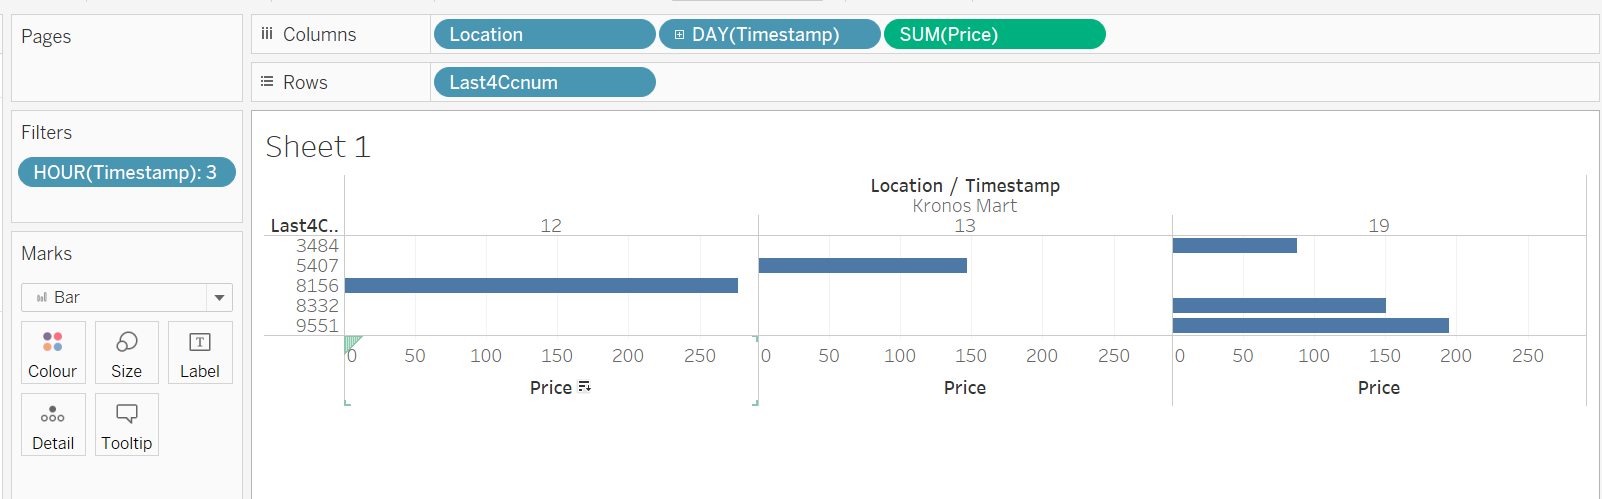 Pages
Columns
Location
DAY(Timestamp)
SUM(Price)
Rows
Last4Ccnum
Filters
HOUR(Timestamp): 3
Marks
Bar
Colour
Size
Label
Detail
Tooltip
Sheet 1
Location / Timestamp
Kronos Mart
Last4C.. 12 13 19
3484
5407
8156
8332
9551
0 50 100 150 200 250 0 50 100 150 200 250 0 50 100 150 200 250
Price Price Price